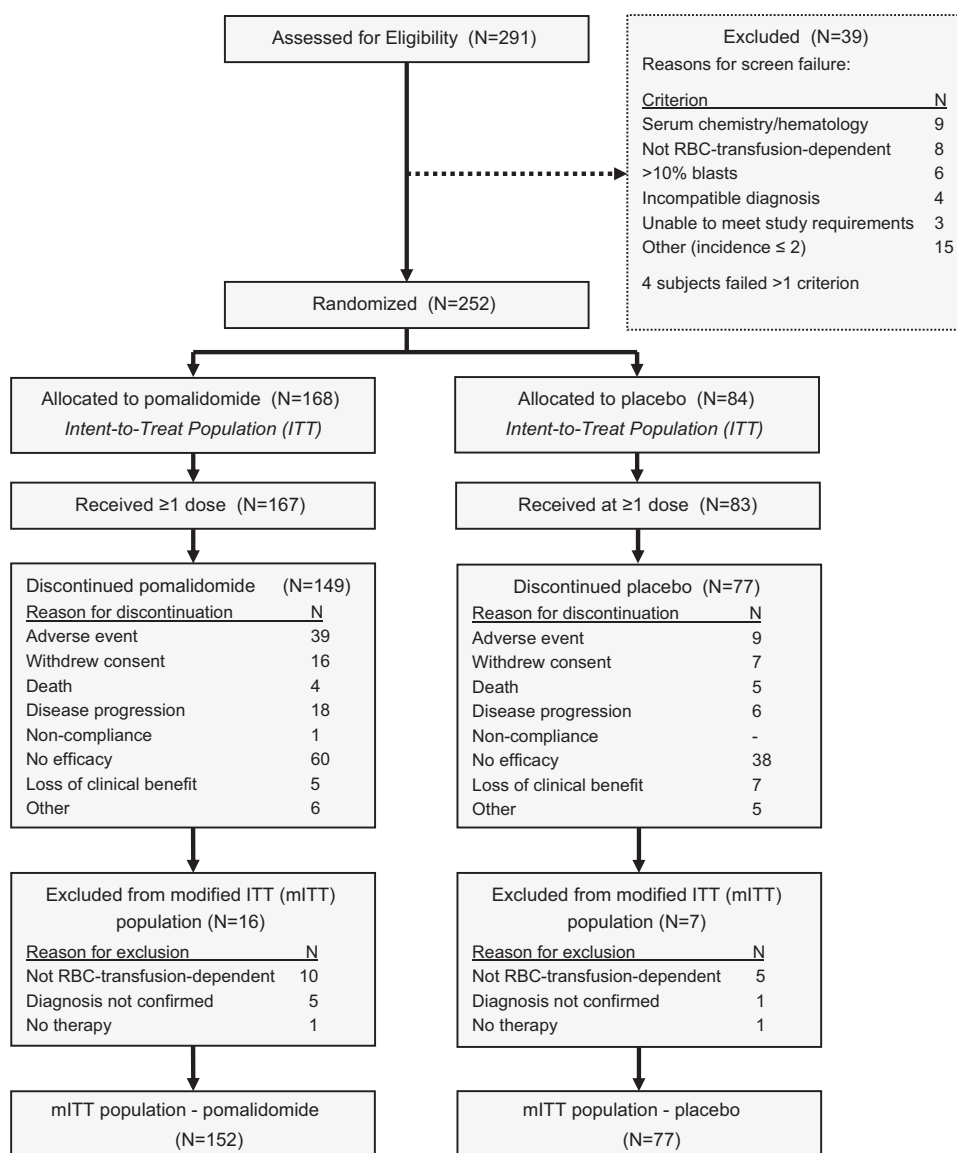 Assessed for Eligibility (N=291)
Excluded (N=39)
Reasons for screen failure:
Criterion N
Serum chemistry/hematology 9
Not RBC-transfusion-dependent 8
>10% blasts 6
Incompatible diagnosis 4
Unable to meet study requirements 3
Other (incidence ≤ 2) 15
4 subjects failed >1 criterion
Randomized (N=252)
Allocated to pomalidomide (N=168)
Intent-to-Treat Population (ITT)
Allocated to placebo (N=84)
Intent-to-Treat Population (ITT)
Received ≥1 dose (N=167)
Received at ≥1 dose (N=83)
Discontinued pomalidomide (N=149)
Reason for discontinuation N
Adverse event 39
Withdrew consent 16
Death 4
Disease progression 18
Non-compliance 1
No efficacy 60
Loss of clinical benefit 5
Other 6
Discontinued placebo (N=77)
Reason for discontinuation N
Adverse event 9
Withdrew consent 7
Death 5
Disease progression 6
Non-compliance -
No efficacy 38
Loss of clinical benefit 7
Other 5
Excluded from modified ITT (mITT)
population (N=16)
Reason for exclusion N
Not RBC-transfusion-dependent 10
Diagnosis not confirmed 5
No therapy 1
Excluded from modified ITT (mITT)
population (N=7)
Reason for exclusion N
Not RBC-transfusion-dependent 5
Diagnosis not confirmed 1
No therapy 1
mITT population - pomalidomide
(N=152)
mITT population - placebo
(N=77)